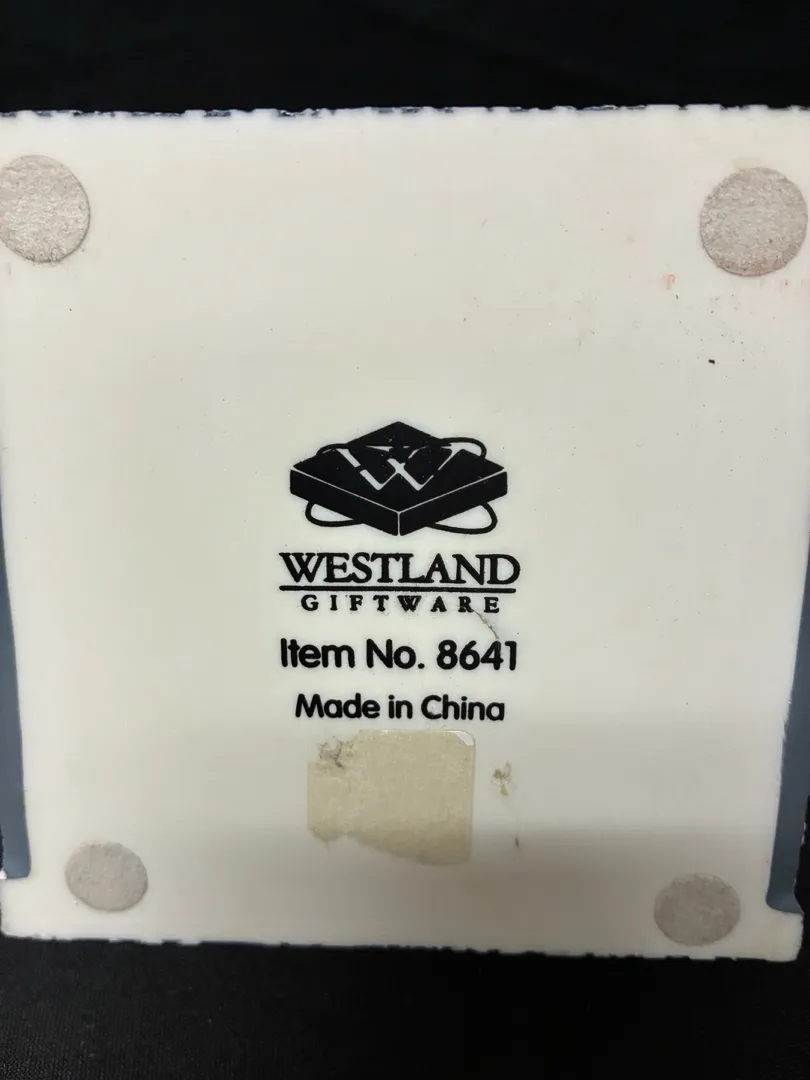 W
WESTLAND
GIFTWARE
Item No. 8641
Made in China